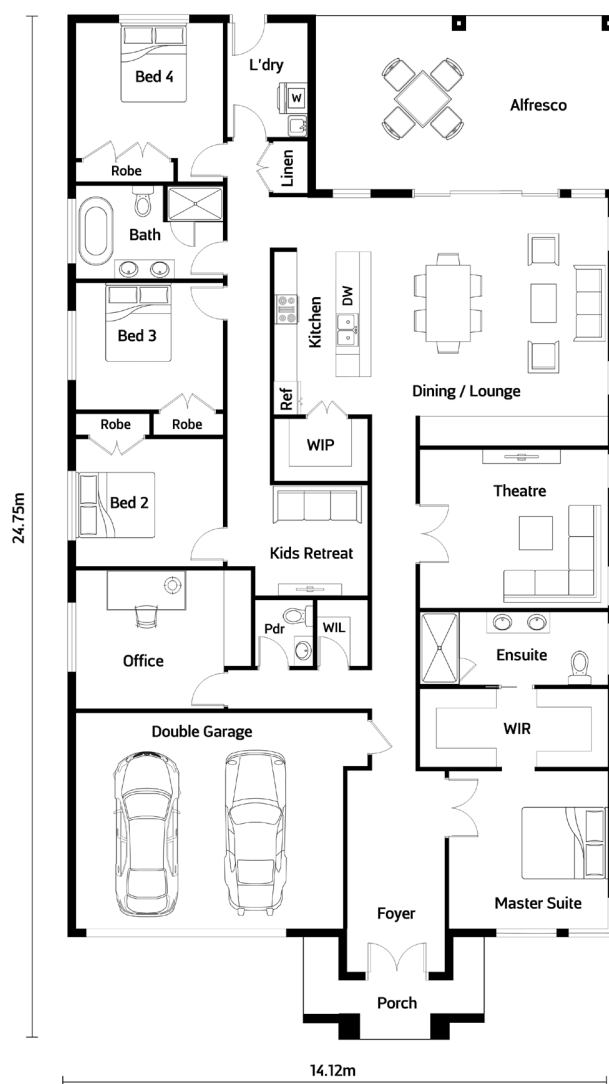 Bed 4
L'dry
W
Alfresco
Robe
Linen
Bath
Kitchen
DW
Bed 3
Ref
Dining / Lounge
Robe
Robe
WIP
Theatre
Bed 2
24.75m
Kids Retreat
Pdr
WIL
Office
Ensuite
WIR
Double Garage
Master Suite
Foyer
Porch
14.12m